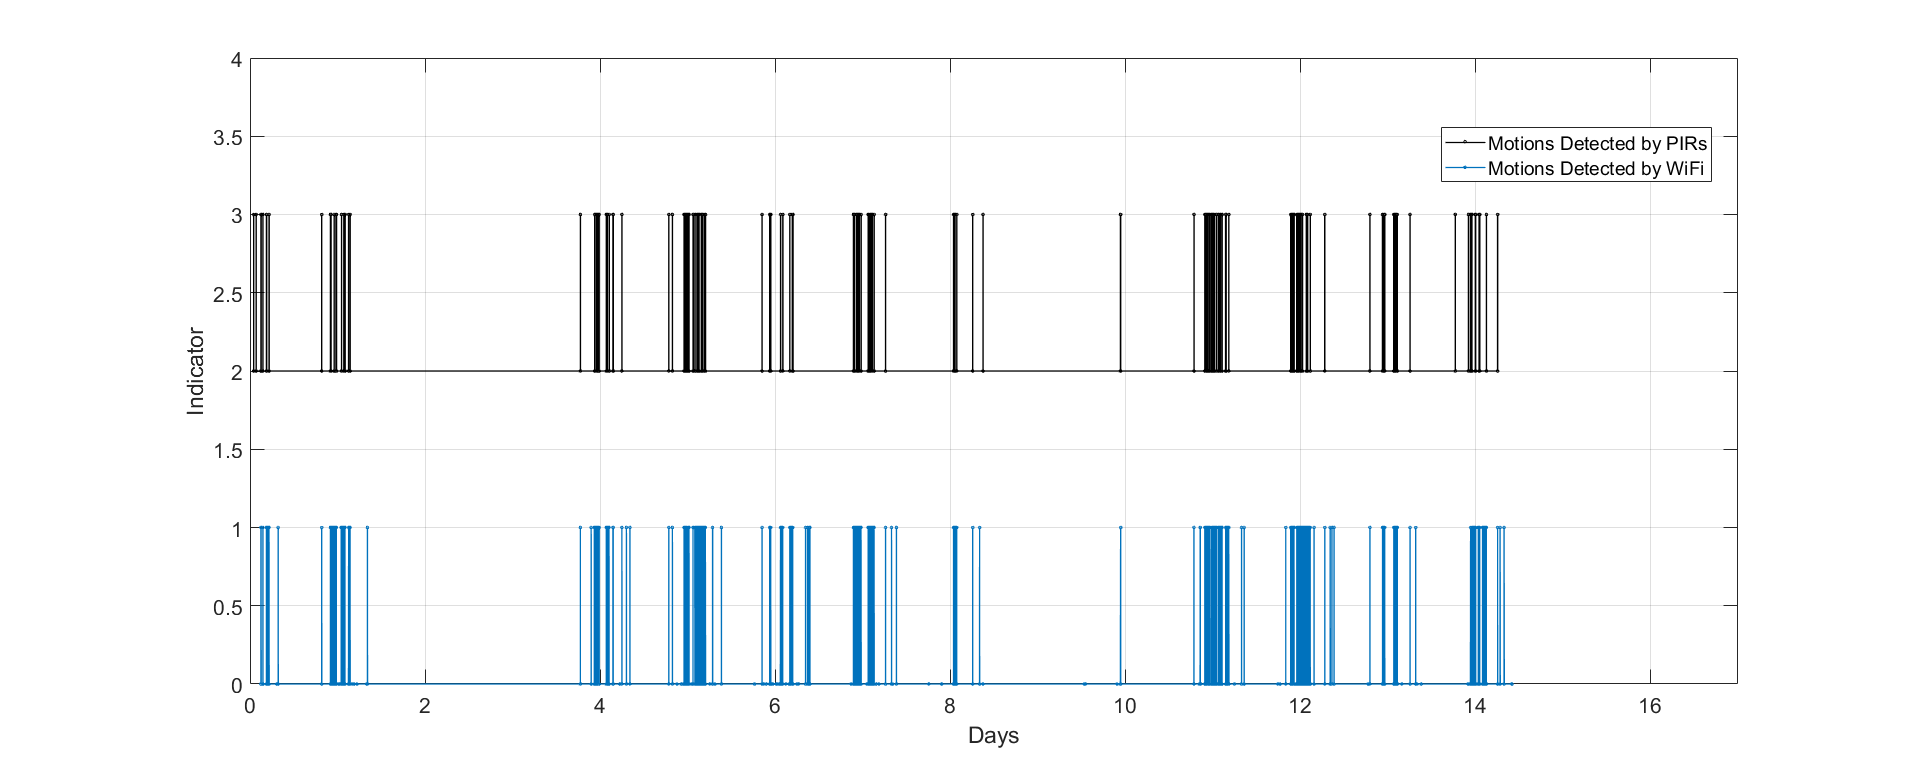 4
3.5
3
2.5
2
1.5
1
0.5
0
Indicator
Motions Detected by PIRs
Motions Detected by WiFi
0 2 4 6 8 10 12 14 16
Days